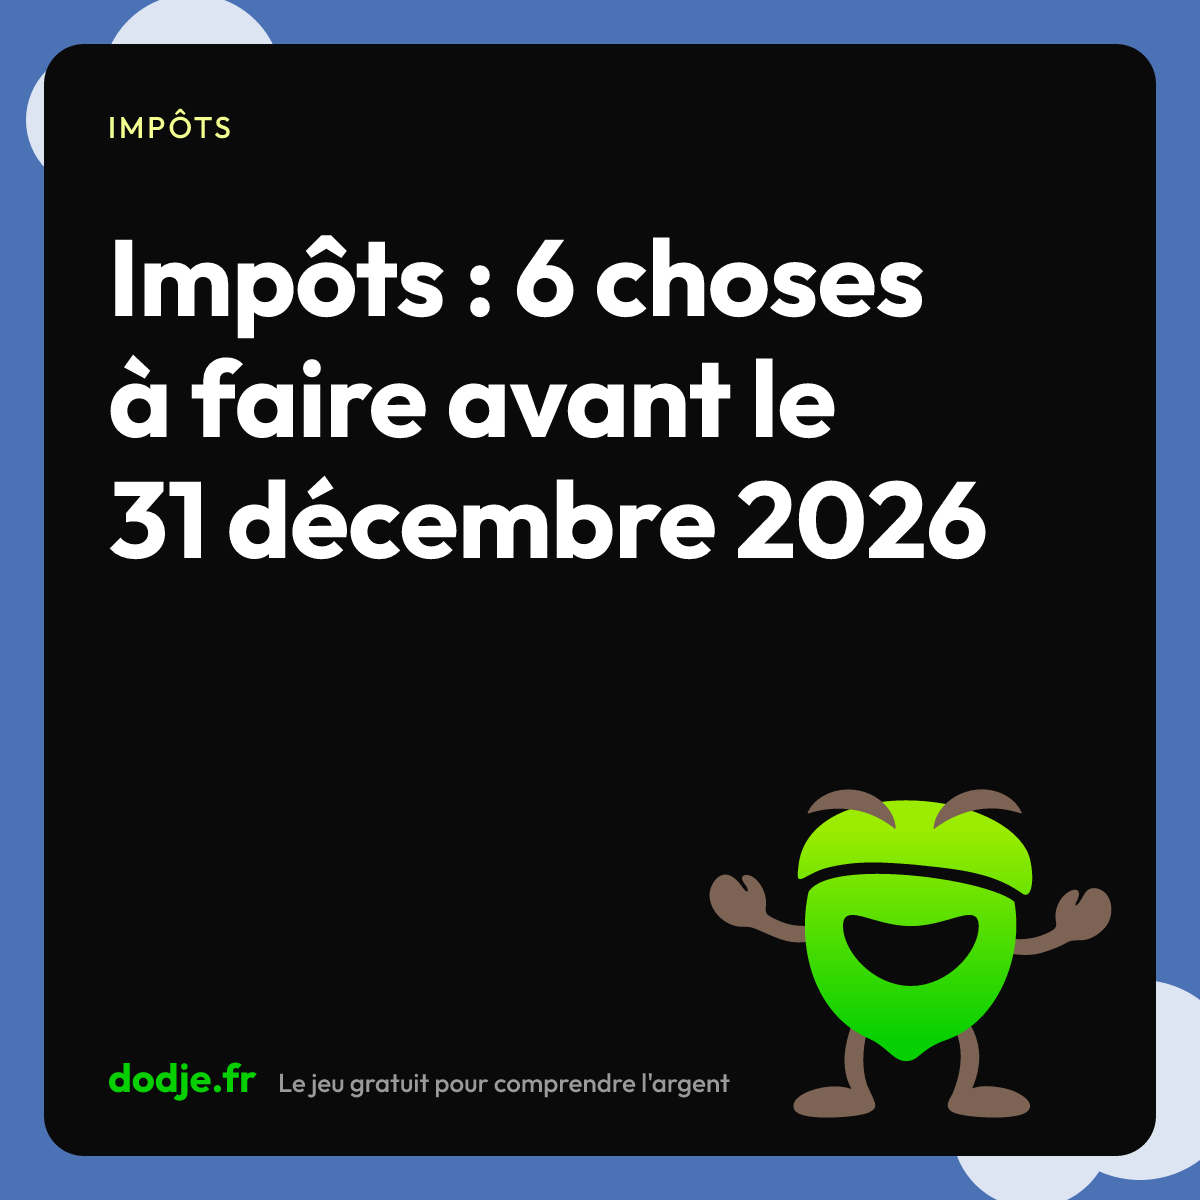 IMPÔTS
Impôts : 6 choses
à faire avant le
31 décembre 2026
dodje.fr Le jeu gratuit pour comprendre l'argent